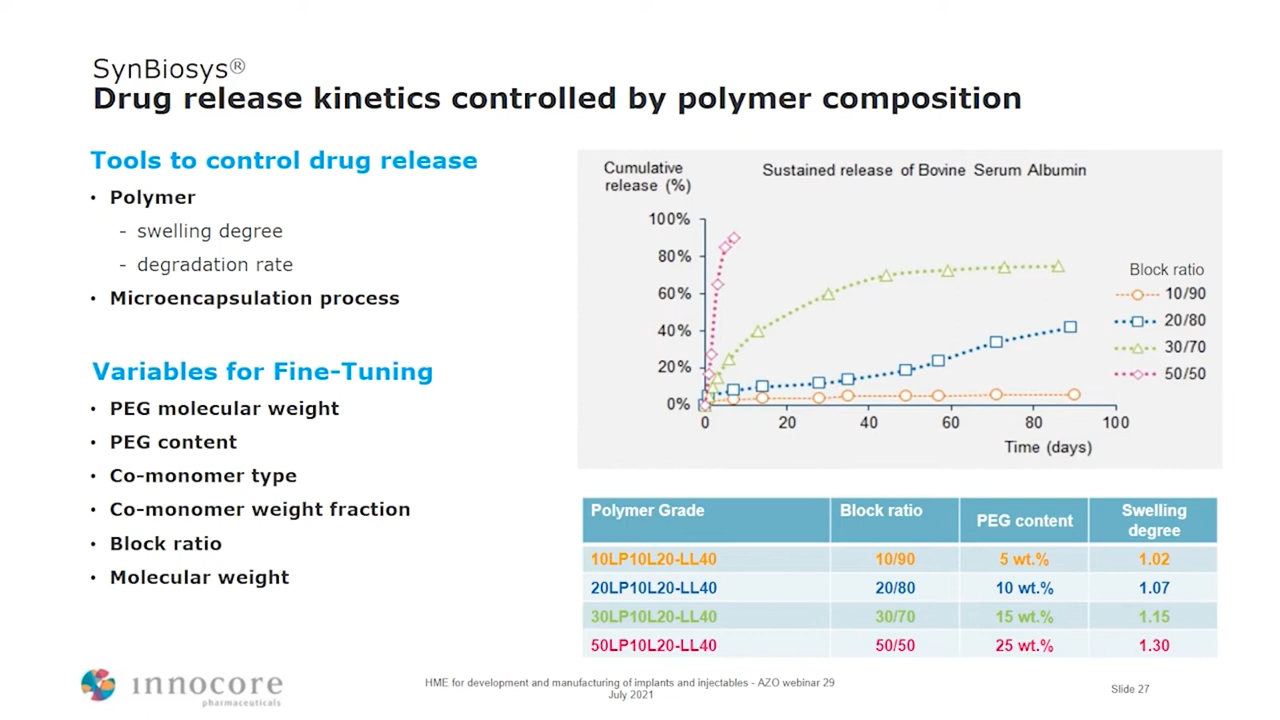 SynBiosys®
Drug release kinetics controlled by polymer composition
Tools to control drug release
• Polymer
- swelling degree
- degradation rate
• Microencapsulation process
Variables for Fine-Tuning
• PEG molecular weight
• PEG content
• Co-monomer type
• Co-monomer weight fraction
• Block ratio
• Molecular weight
Cumulative
release (%)
Sustained release of Bovine Serum Albumin
100%
80%
60%
40%
20%
0%
0 20 40 60 80 100
Time (days)
Block ratio
10/90
20/80
30/70
50/50
Polymer Grade Block ratio PEG content Swelling
degree
10LP10L20-LL40 10/90 5 wt.% 1.02
20LP10L20-LL40 20/80 10 wt.% 1.07
30LP10L20-LL40 30/70 15 wt.% 1.15
50LP10L20-LL40 50/50 25 wt.% 1.30
innocore
pharmaceuticals
HME for development and manufacturing of implants and injectables - AZO webinar 29
July 2021
Slide 27